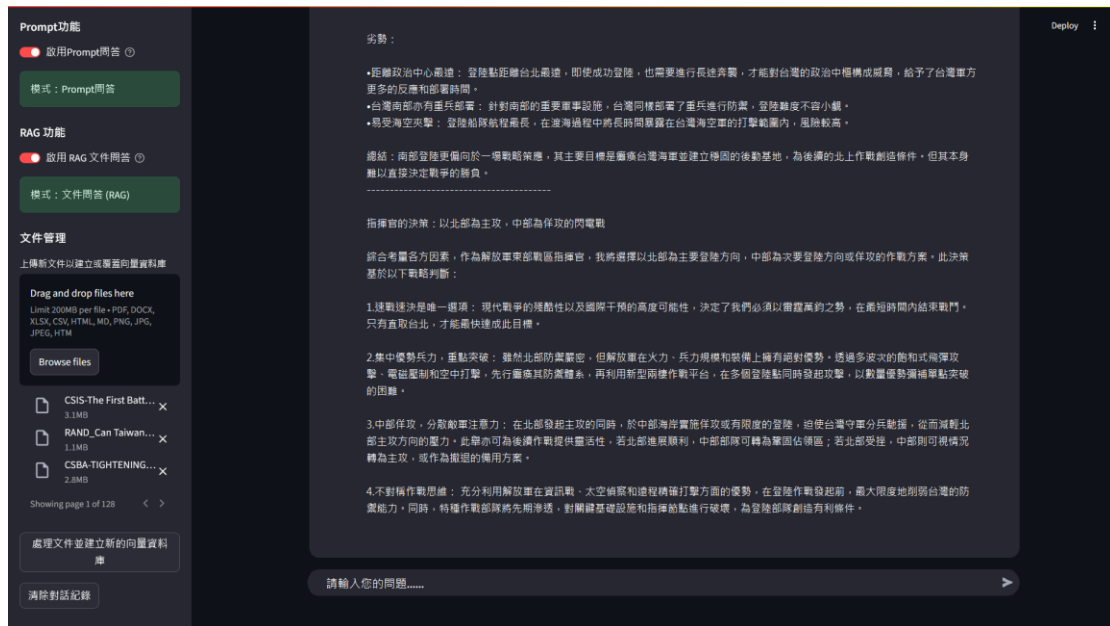 Prompt功能
啟用Prompt問答
模式：Prompt問答
RAG 功能
啟用 RAG 文件問答
模式：文件問答 (RAG)
文件管理
上傳新文件以建立或覆蓋向量資料庫
Drag and drop files here
Limit 200MB per file • PDF, DOCX,
XLSX, CSV, HTML, MD, PNG, JPG,
JPEG, HTM
Browse files
CSIS-The First Batt...
3.1MB
RAND_Can Taiwan...
1.1MB
CSBA-TIGHTENING...
2.8MB
Showing page 1 of 128
處理文件並建立新的向量資料
庫
清除對話紀錄
Deploy
劣勢：
•距離政治中心最遠： 登陸點距離台北最遠，即使成功登陸，也需要進行長途奔襲，才能對台灣的政治中樞構成威脅，給予了台灣軍方
更多的反應和部署時間。
•台灣南部亦有重兵部署： 針對南部的重要軍事設施，台灣同樣部署了重兵進行防禦，登陸難度不容小覷。
•易受海空夾擊： 登陸船隊航程最長，在渡海過程中將長時間暴露在台灣海空軍的打擊範圍內，風險較高。
總結：南部登陸更偏向於一場戰略策應，其主要目標是癱瘓台灣海軍並建立穩固的後勤基地，為後續的北上作戰創造條件。但其本身
難以直接決定戰爭的勝負。
----------------------------------------
指揮官的決策：以北部為主攻，中部為佯攻的閃電戰
綜合考量各方因素，作為解放軍東部戰區指揮官，我將選擇以北部為主要登陸方向，中部為次要登陸方向或佯攻的作戰方案。此決策
基於以下戰略判斷：
1.速戰速決是唯一選項： 現代戰爭的殘酷性以及國際干預的高度可能性，決定了我們必須以雷霆萬鈞之勢，在最短時間內結束戰鬥。
只有直取台北，才能最快達成此目標。
2.集中優勢兵力，重點突破： 雖然北部防禦嚴密，但解放軍在火力、兵力規模和裝備上擁有絕對優勢。透過多波次的飽和式飛彈攻
擊、電磁壓制和空中打擊，先行癱瘓其防禦體系，再利用新型兩棲作戰平台，在多個登陸點同時發起攻擊，以數量優勢彌補單點突破
的困難。
3.中部佯攻，分散敵軍注意力： 在北部發起主攻的同時，於中部海岸實施佯攻或有限度的登陸，迫使台灣守軍分兵馳援，從而減輕北
部主攻方向的壓力。此舉亦可為後續作戰提供靈活性，若北部進展順利，中部部隊可轉為鞏固佔領區；若北部受挫，中部則可視情況
轉為主攻，或作為撤退的備用方案。
4.不對稱作戰思維： 充分利用解放軍在資訊戰、太空偵察和遠程精確打擊方面的優勢，在登陸作戰發起前，最大限度地削弱台灣的防
禦能力。同時，特種作戰部隊將先期滲透，對關鍵基礎設施和指揮節點進行破壞，為登陸部隊創造有利條件。
請輸入您的問題......